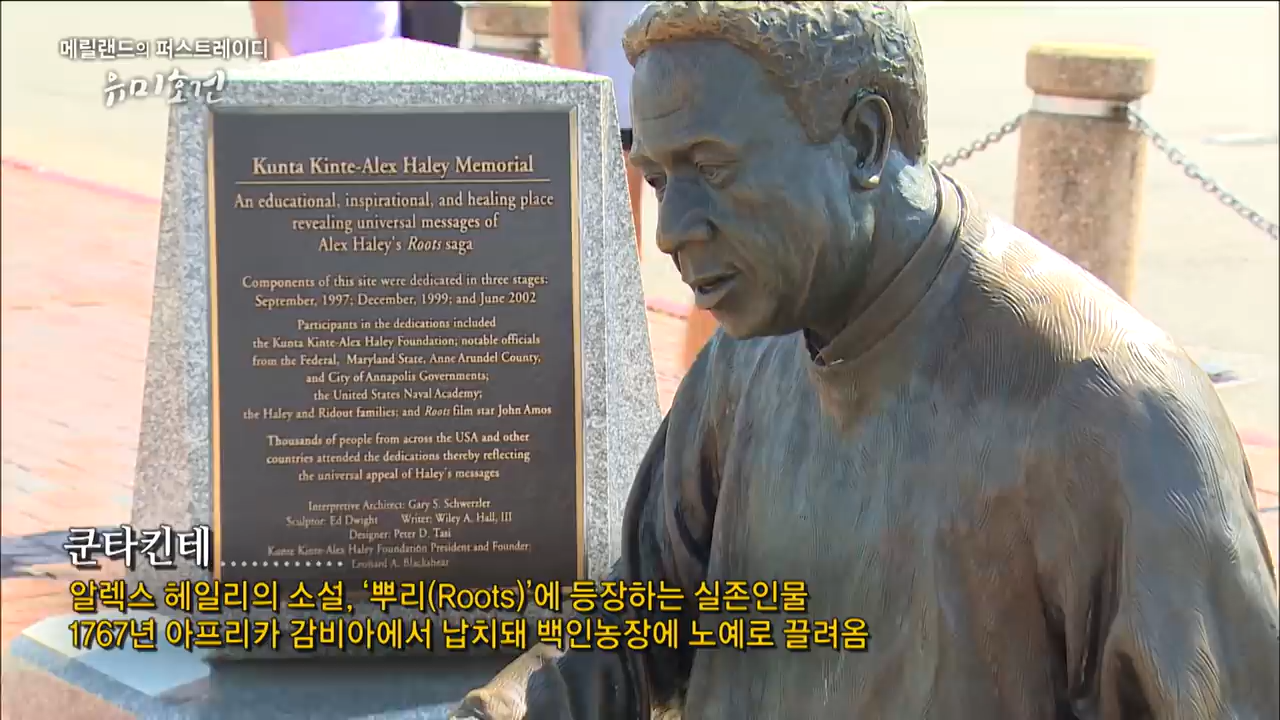 메릴랜드의 퍼스트레이디
유미호건
Kunta Kinte-Alex Haley Memorial
An educational, inspirational, and healing place
revealing universal messages of
Alex Haley's Roots saga
Components of this site were dedicated in three stages:
September, 1997; December, 1999; and June 2002
Participants in the dedications included
the Kunta Kinte-Alex Haley Foundation; notable officials
from the Federal, Maryland State, Anne Arundel County,
and City of Annapolis Governments;
the United States Naval Academy;
the Haley and Ridout families; and Roots film star John Amos
Thousands of people from across the USA and other
countries attended the dedications thereby reflecting
the universal appeal of Haley's messages
Interpretive Architect: Gary S. Schwerzler
Sculptor: Ed Dwight Writer: Wiley A. Hall, III
Designer: Peter D. Tasi
Kunta Kinte-Alex Haley Foundation President and Founder:
Leonard A. Blackshear
쿤타킨테
알렉스 헤일리의 소설, ‘뿌리(Roots)’에 등장하는 실존인물
1767년 아프리카 감비아에서 납치돼 백인농장에 노예로 끌려옴